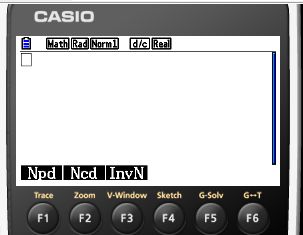 CASIO
Math Rad Norm1 d/c Real
Npd Ncd InvN
Trace Zoom V-Window Sketch G-Solv G↔T
F1 F2 F3 F4 F5 F6